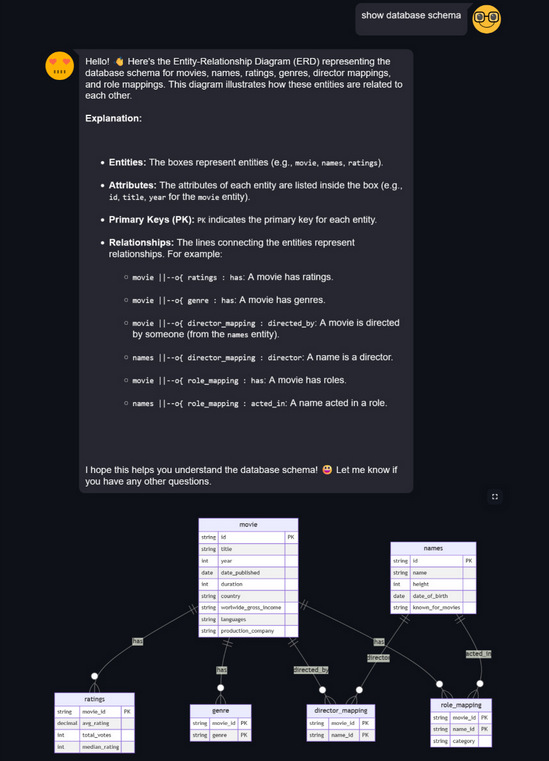 show database schema
Hello! 👋 Here's the Entity-Relationship Diagram (ERD) representing the
database schema for movies, names, ratings, genres, director mappings,
and role mappings. This diagram illustrates how these entities are related to
each other.
Explanation:
• Entities: The boxes represent entities (e.g., movie, names, ratings).
• Attributes: The attributes of each entity are listed inside the box (e.g.,
id, title, year for the movie entity).
• Primary Keys (PK): PK indicates the primary key for each entity.
• Relationships: The lines connecting the entities represent
relationships. For example:
○ movie ||--o{ ratings : has: A movie has ratings.
○ movie ||--o{ genre : has: A movie has genres.
○ movie ||--o{ director_mapping : directed_by: A movie is directed
by someone (from the names entity).
○ names ||--o{ director_mapping : director: A name is a director.
○ movie ||--o{ role_mapping : has: A movie has roles.
○ names ||--o{ role_mapping : acted_in: A name acted in a role.
I hope this helps you understand the database schema! 😃 Let me know if
you have any other questions.
movie
string id PK
string title
int year
date date_published
int duration
string country
string worlwide_gross_income
string languages
string production_company
names
string id PK
string name
int height
date date_of_birth
string known_for_movies
has
has
directed_by
has
director
acted_in
ratings
string movie_id PK
decimal avg_rating
int total_votes
int median_rating
genre
string movie_id PK
string genre PK
director_mapping
string movie_id PK
string name_id PK
role_mapping
string movie_id PK
string name_id PK
string category